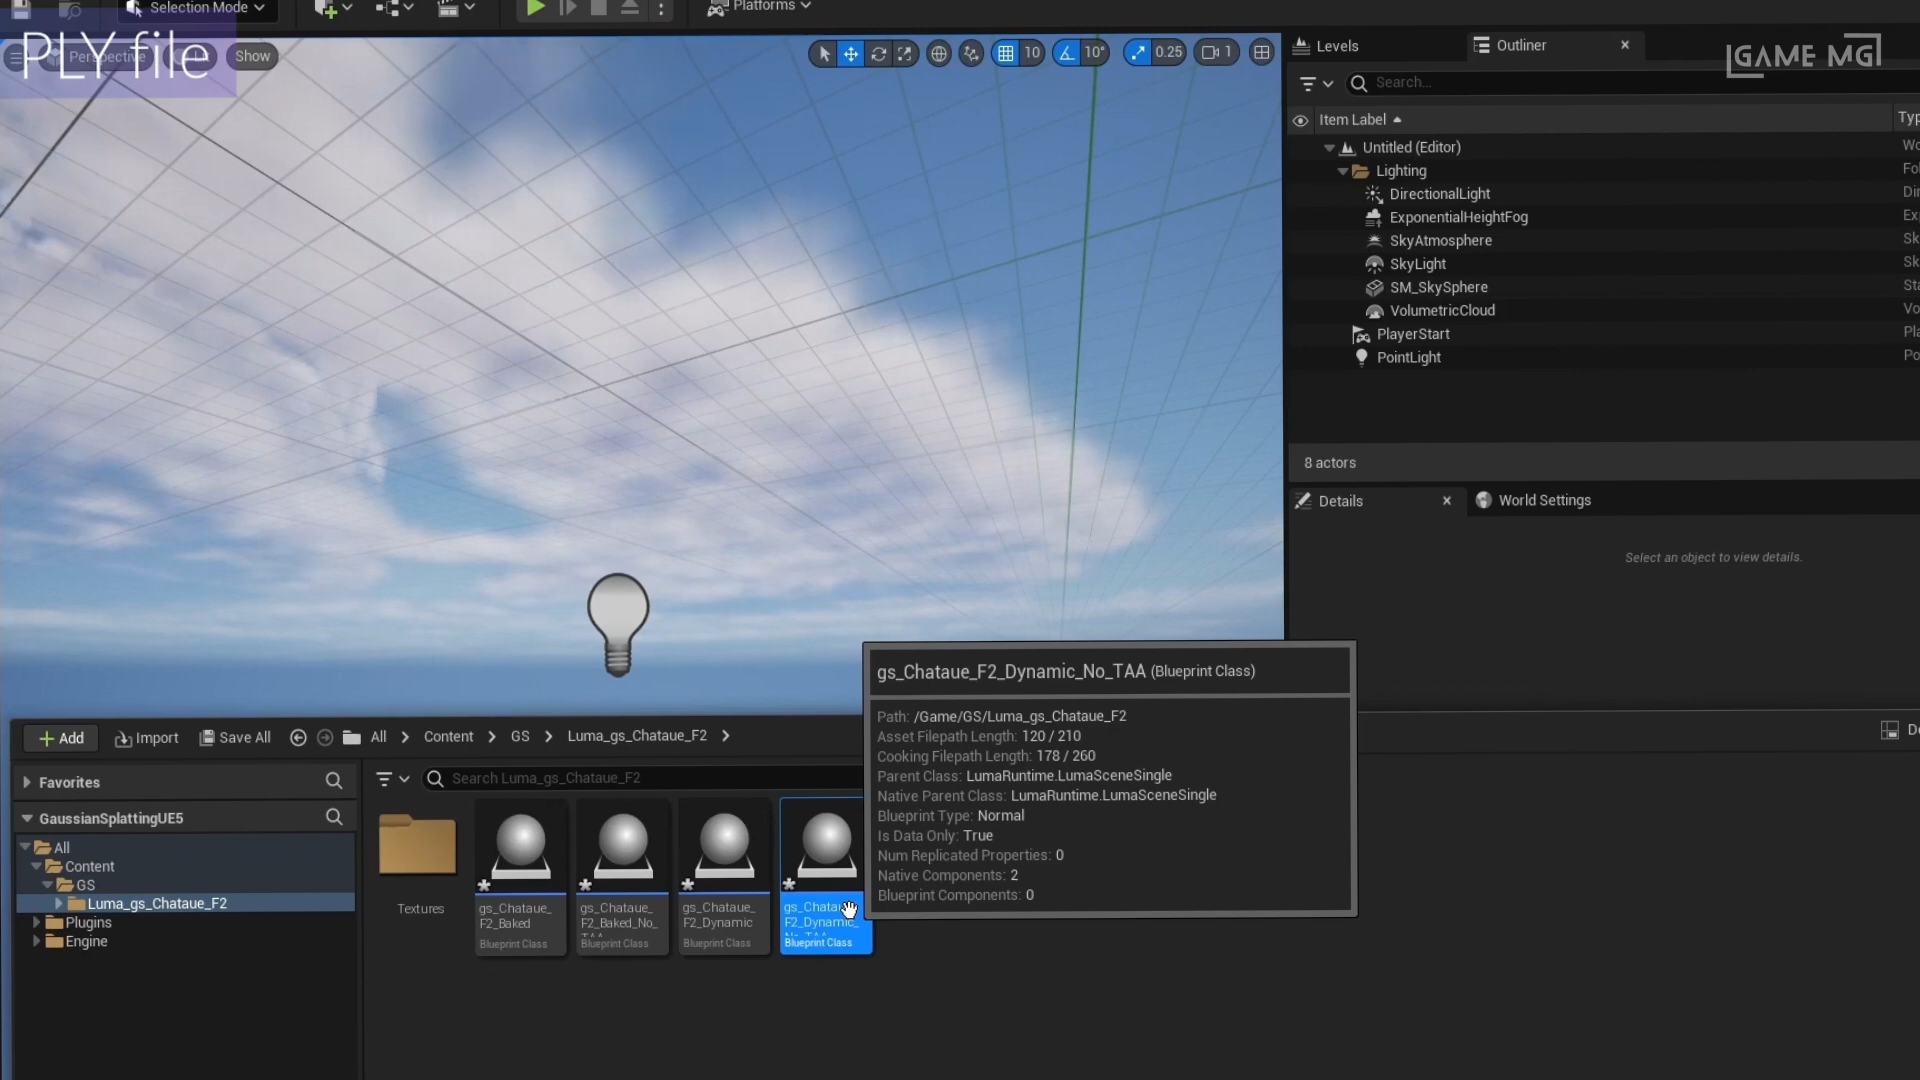 Selection Mode
Platforms
PLY file
Perspective
Show
10
10°
0.25
1
Levels
Outliner
GAME MG
Search...
Item Label
Untitled (Editor)
Lighting
DirectionalLight
ExponentialHeightFog
SkyAtmosphere
SkyLight
SM_SkySphere
VolumetricCloud
PlayerStart
PointLight
8 actors
Details
World Settings
Select an object to view details.
gs_Chataue_F2_Dynamic_No_TAA (Blueprint Class)
Path: /Game/GS/Luma_gs_Chataue_F2
Asset Filepath Length: 120 / 210
Cooking Filepath Length: 178 / 260
Parent Class: LumaRuntime.LumaSceneSingle
Native Parent Class: LumaRuntime.LumaSceneSingle
Blueprint Type: Normal
Is Data Only: True
Num Replicated Properties: 0
Native Components: 2
Blueprint Components: 0
Add
Import
Save All
All > Content > GS > Luma_gs_Chataue_F2 >
Favorites
Search Luma_gs_Chataue_F2
GaussianSplattingUE5
All
Content
GS
Luma_gs_Chataue_F2
Plugins
Engine
Textures
gs_Chataue_
F2_Baked
Blueprint Class
gs_Chataue_
F2_Baked_No_
Blueprint Class
gs_Chataue_
F2_Dynamic
Blueprint Class
F2_Dynamic_
Blueprint Class